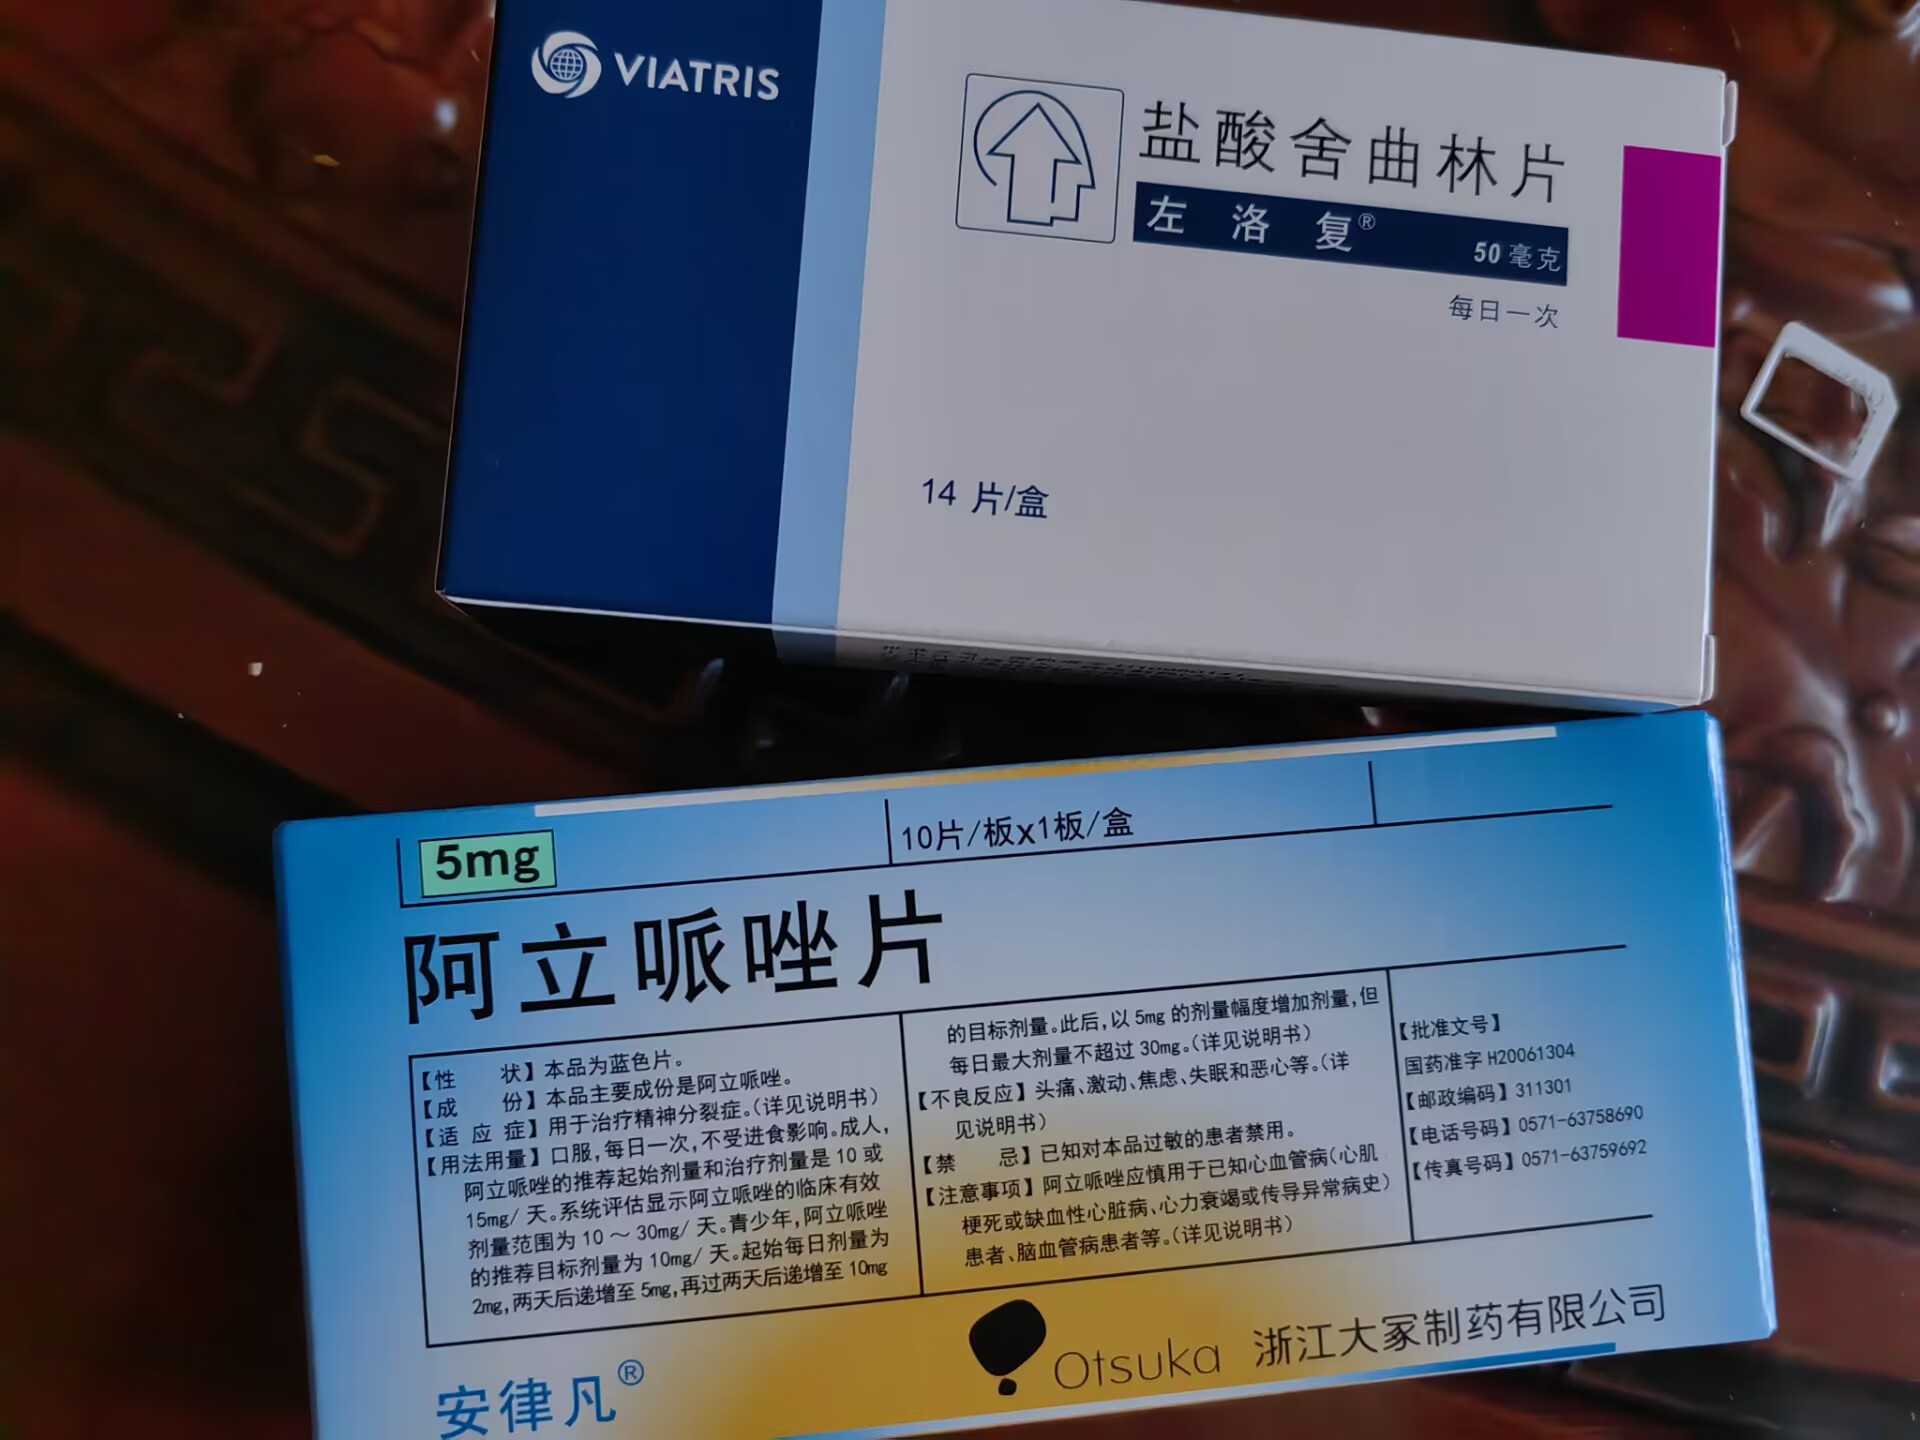 VIATRIS
盐酸舍曲林片
左洛复®
50 毫克
每日一次
14 片/盒
5mg
10片/板x1板/盒
阿立哌唑片
【性　　状】本品为蓝色片。
【成　　份】本品主要成份是阿立哌唑。
【适 应 症】用于治疗精神分裂症。(详见说明书)
【用法用量】口服,每日一次,不受进食影响。成人,
阿立哌唑的推荐起始剂量和治疗剂量是 10 或
15mg/ 天。系统评估显示阿立哌唑的临床有效
剂量范围为 10 ～ 30mg/ 天。青少年,阿立哌唑
的推荐目标剂量为 10mg/ 天。起始每日剂量为
2mg,两天后递增至 5mg,再过两天后递增至 10mg
的目标剂量。此后,以 5mg 的剂量幅度增加剂量,但
每日最大剂量不超过 30mg。(详见说明书)
【不良反应】头痛、激动、焦虑、失眠和恶心等。(详
见说明书)
【禁　　忌】已知对本品过敏的患者禁用。
【注意事项】阿立哌唑应慎用于已知心血管病(心肌
梗死或缺血性心脏病、心力衰竭或传导异常病史)
患者、脑血管病患者等。(详见说明书)
【批准文号】
国药准字 H20061304
【邮政编码】311301
【电话号码】0571-63758690
【传真号码】0571-63759692
安律凡®
Otsuka 浙江大冢制药有限公司